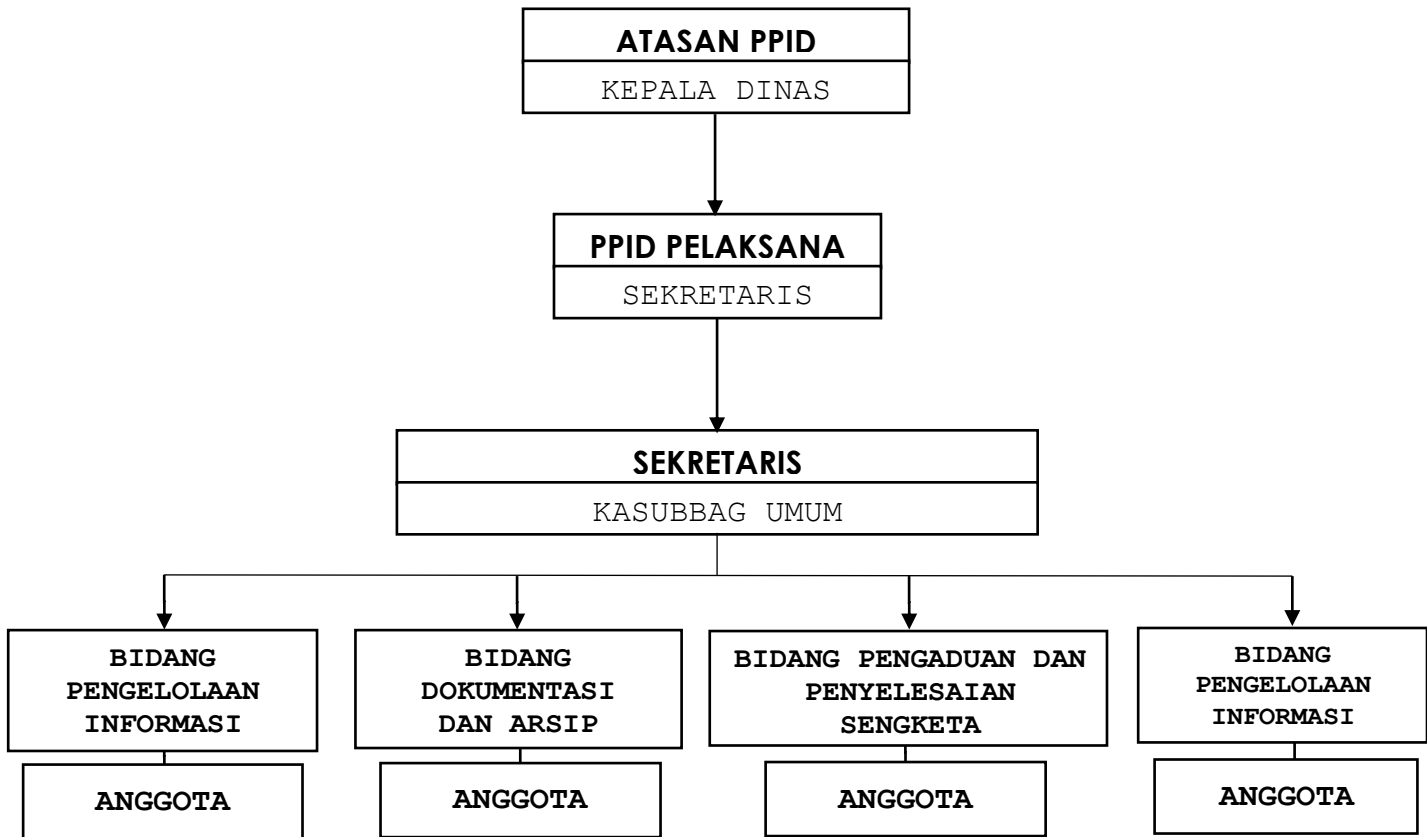 ATASAN PPID
KEPALA DINAS
PPID PELAKSANA
SEKRETARIS
SEKRETARIS
KASUBBAG UMUM
BIDANG
PENGELOLAAN
INFORMASI
BIDANG
DOKUMENTASI
DAN ARSIP
BIDANG PENGADUAN DAN
PENYELESAIAN
SENGKETA
BIDANG
PENGELOLAAN
INFORMASI
ANGGOTA
ANGGOTA
ANGGOTA
ANGGOTA